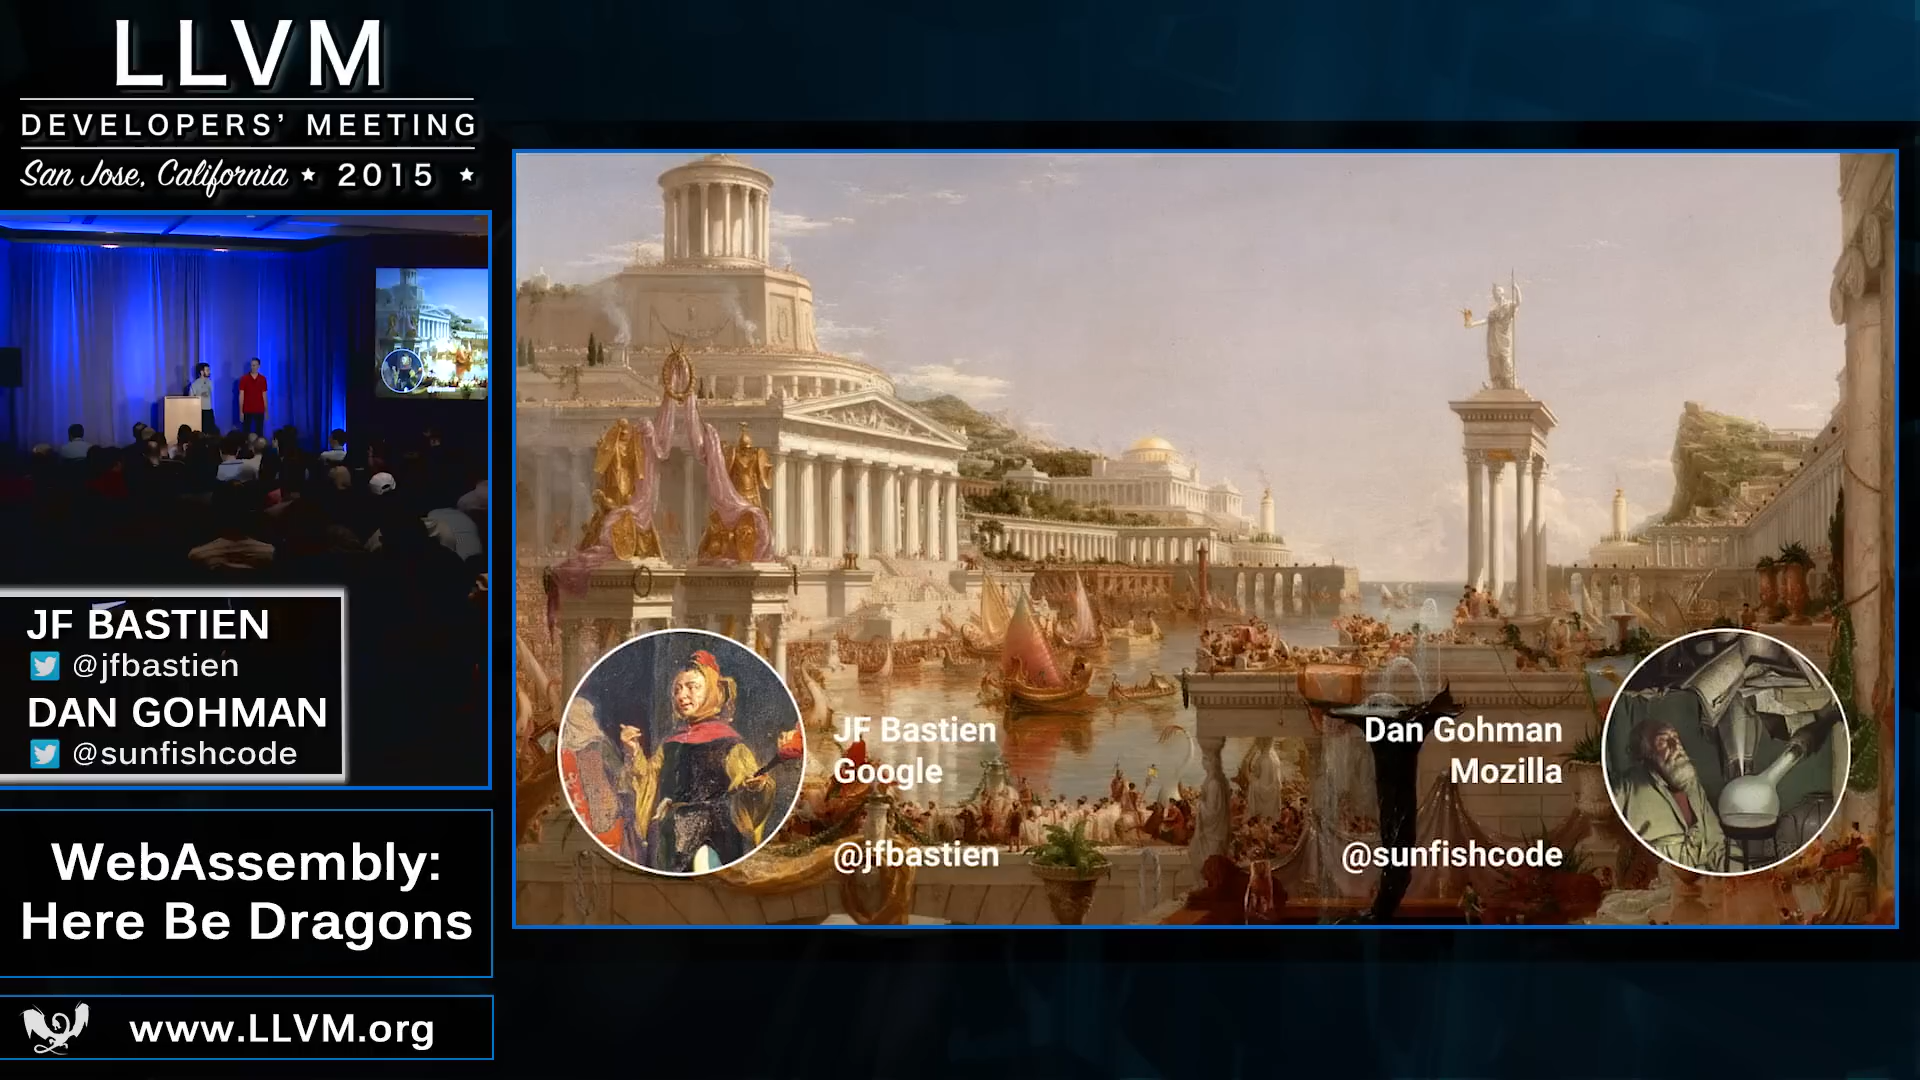 LLVM
DEVELOPERS' MEETING
San Jose, California ★ 2015 ★
JF BASTIEN
@jfbastien
DAN GOHMAN
@sunfishcode
WebAssembly:
Here Be Dragons
www.LLVM.org
JF Bastien
Google
@jfbastien
Dan Gohman
Mozilla
@sunfishcode